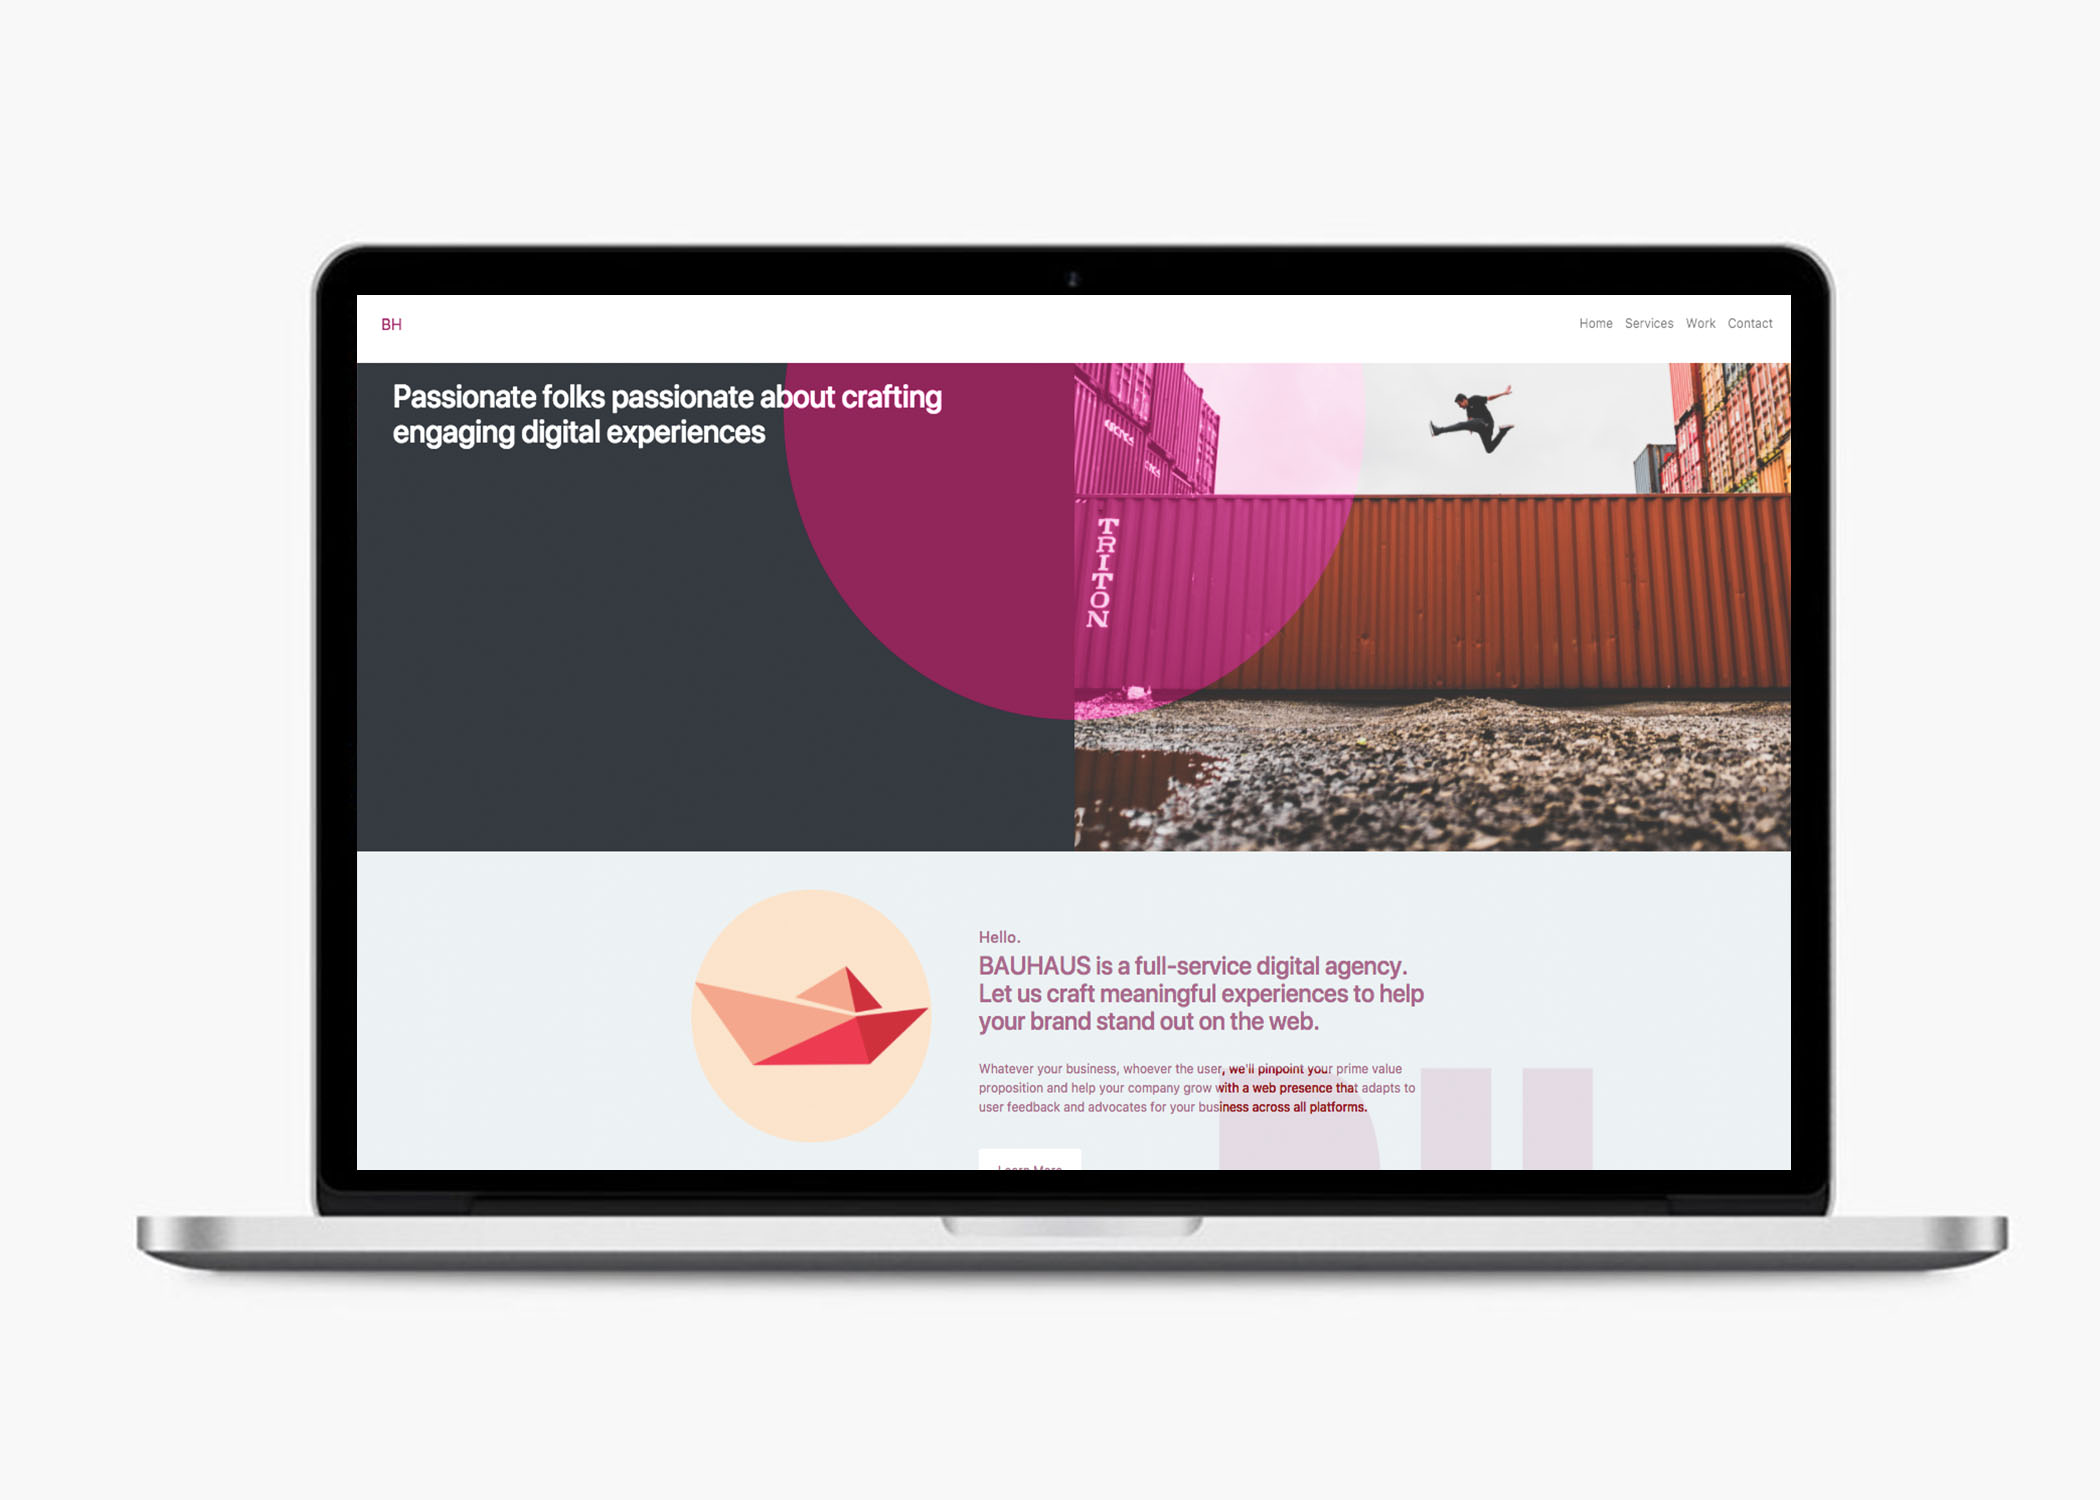 BH
Home Services Work Contact
Passionate folks passionate about crafting
engaging digital experiences
TRITON
Hello.
BAUHAUS is a full-service digital agency.
Let us craft meaningful experiences to help
your brand stand out on the web.
Whatever your business, whoever the user, we'll pinpoint your prime value
proposition and help your company grow with a web presence that adapts to
user feedback and advocates for your business across all platforms.
Learn More